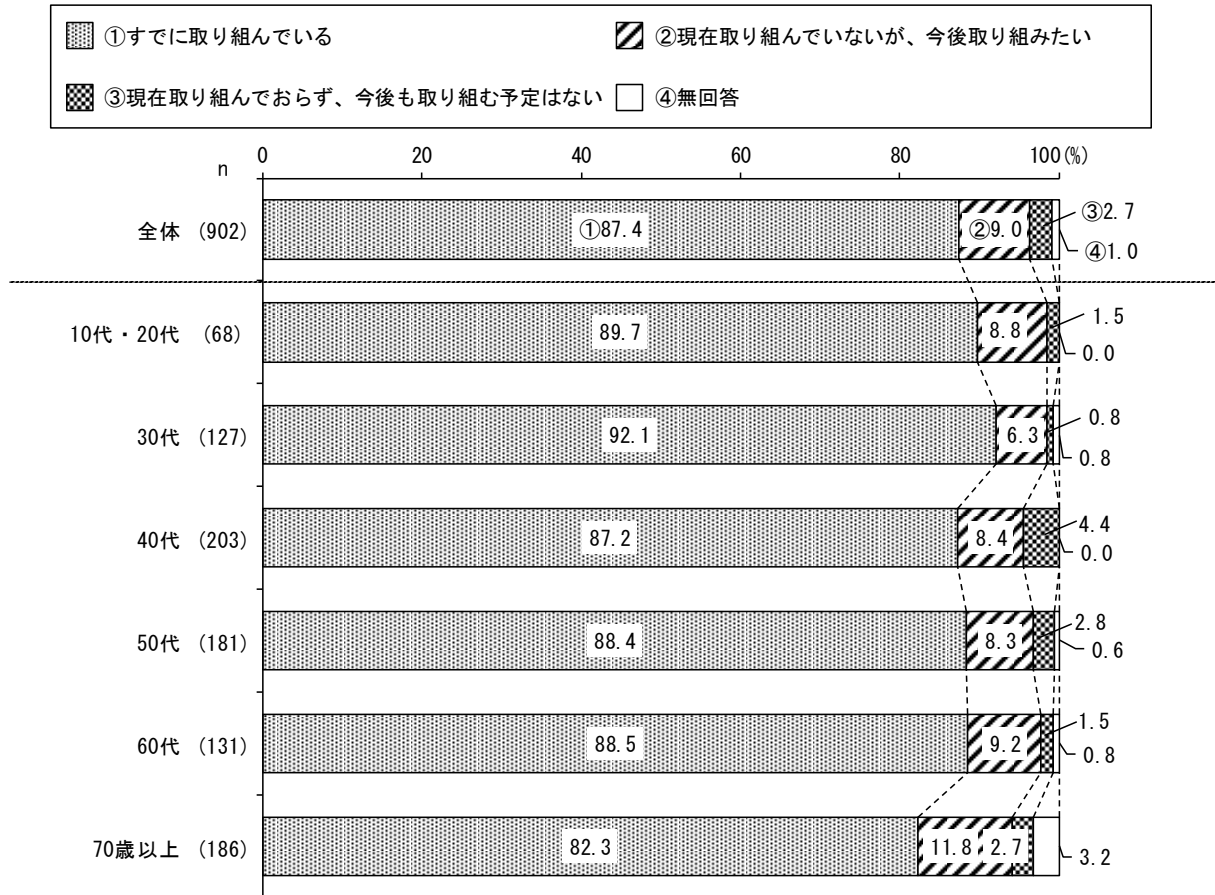 ①すでに取り組んでいる ②現在取り組んでいないが、今後取り組みたい
③現在取り組んでおらず、今後も取り組む予定はない ④無回答
n 0 20 40 60 80 100(%)
全体 (902) ①87.4 ②9.0 ③2.7 ④1.0
10代・20代 (68) 89.7 8.8 1.5 0.0
30代 (127) 92.1 6.3 0.8 0.8
40代 (203) 87.2 8.4 4.4 0.0
50代 (181) 88.4 8.3 2.8 0.6
60代 (131) 88.5 9.2 1.5 0.8
70歳以上 (186) 82.3 11.8 2.7 3.2